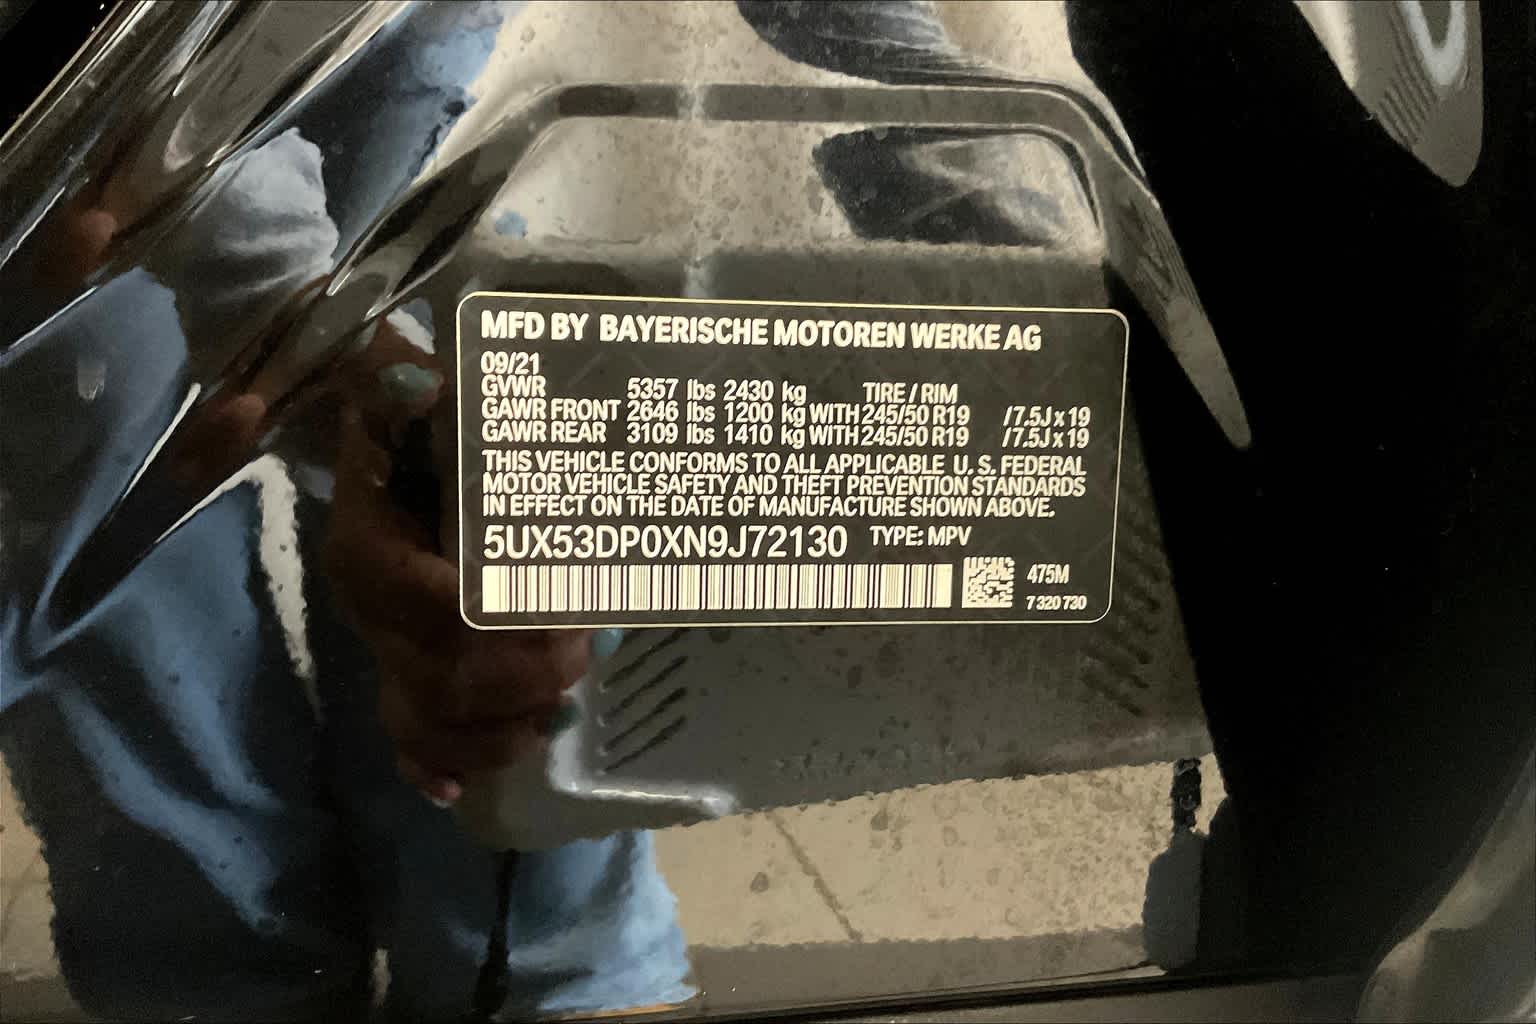 MFD BY BAYERISCHE MOTOREN WERKE AG
09/21
GVWR 5357 lbs 2430 kg TIRE / RIM
GAWR FRONT 2646 lbs 1200 kg WITH 245/50 R19 /7.5J x 19
GAWR REAR 3109 lbs 1410 kg WITH 245/50 R19 /7.5J x 19
THIS VEHICLE CONFORMS TO ALL APPLICABLE U. S. FEDERAL
MOTOR VEHICLE SAFETY AND THEFT PREVENTION STANDARDS
IN EFFECT ON THE DATE OF MANUFACTURE SHOWN ABOVE.
5UX53DP0XN9J72130 TYPE: MPV
475M
7 320 730